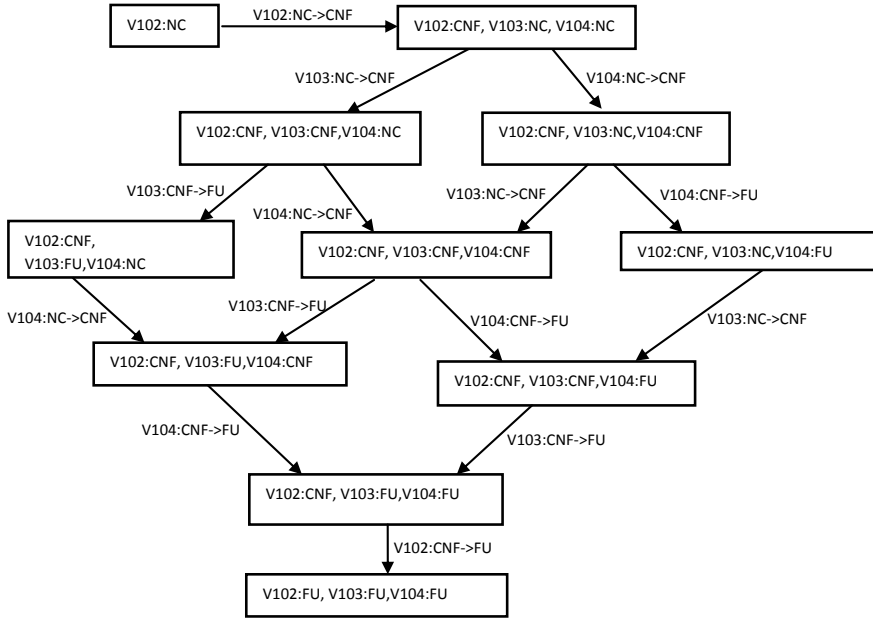 V102:NC
V102:NC->CNF
V102:CNF, V103:NC, V104:NC
V103:NC->CNF
V104:NC->CNF
V102:CNF, V103:CNF,V104:NC
V102:CNF, V103:NC,V104:CNF
V103:CNF->FU
V104:NC->CNF
V103:NC->CNF
V104:CNF->FU
V102:CNF,
V103:FU,V104:NC
V102:CNF, V103:CNF,V104:CNF
V102:CNF, V103:NC,V104:FU
V104:NC->CNF
V103:CNF->FU
V104:CNF->FU
V103:NC->CNF
V102:CNF, V103:FU,V104:CNF
V102:CNF, V103:CNF,V104:FU
V104:CNF->FU
V103:CNF->FU
V102:CNF, V103:FU,V104:FU
V102:CNF->FU
V102:FU, V103:FU,V104:FU